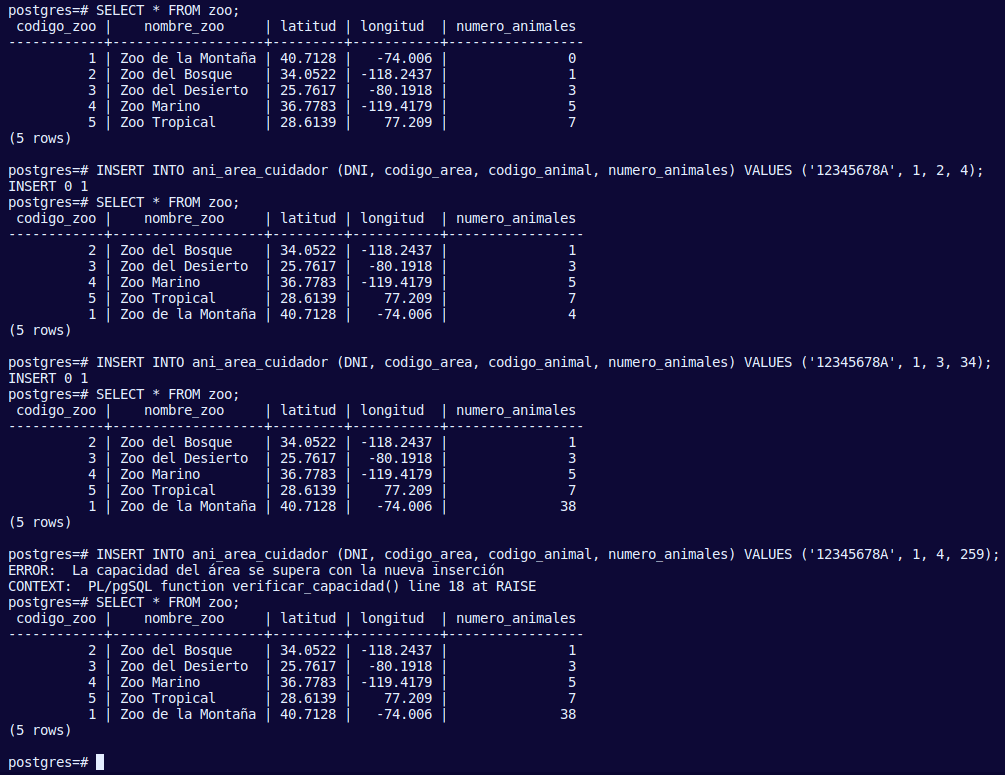 postgres=# SELECT * FROM zoo;
 codigo_zoo |    nombre_zoo     | latitud | longitud  | numero_animales
------------+-------------------+---------+-----------+-----------------
          1 | Zoo de la Montaña | 40.7128 |   -74.006 |               0
          2 | Zoo del Bosque    | 34.0522 | -118.2437 |               1
          3 | Zoo del Desierto  | 25.7617 |  -80.1918 |               3
          4 | Zoo Marino        | 36.7783 | -119.4179 |               5
          5 | Zoo Tropical      | 28.6139 |    77.209 |               7
(5 rows)

postgres=# INSERT INTO ani_area_cuidador (DNI, codigo_area, codigo_animal, numero_animales) VALUES ('12345678A', 1, 2, 4);
INSERT 0 1
postgres=# SELECT * FROM zoo;
 codigo_zoo |    nombre_zoo     | latitud | longitud  | numero_animales
------------+-------------------+---------+-----------+-----------------
          2 | Zoo del Bosque    | 34.0522 | -118.2437 |               1
          3 | Zoo del Desierto  | 25.7617 |  -80.1918 |               3
          4 | Zoo Marino        | 36.7783 | -119.4179 |               5
          5 | Zoo Tropical      | 28.6139 |    77.209 |               7
          1 | Zoo de la Montaña | 40.7128 |   -74.006 |               4
(5 rows)

postgres=# INSERT INTO ani_area_cuidador (DNI, codigo_area, codigo_animal, numero_animales) VALUES ('12345678A', 1, 3, 34);
INSERT 0 1
postgres=# SELECT * FROM zoo;
 codigo_zoo |    nombre_zoo     | latitud | longitud  | numero_animales
------------+-------------------+---------+-----------+-----------------
          2 | Zoo del Bosque    | 34.0522 | -118.2437 |               1
          3 | Zoo del Desierto  | 25.7617 |  -80.1918 |               3
          4 | Zoo Marino        | 36.7783 | -119.4179 |               5
          5 | Zoo Tropical      | 28.6139 |    77.209 |               7
          1 | Zoo de la Montaña | 40.7128 |   -74.006 |              38
(5 rows)

postgres=# INSERT INTO ani_area_cuidador (DNI, codigo_area, codigo_animal, numero_animales) VALUES ('12345678A', 1, 4, 259);
ERROR:  La capacidad del área se supera con la nueva inserción
CONTEXT:  PL/pgSQL function verificar_capacidad() line 18 at RAISE
postgres=# SELECT * FROM zoo;
 codigo_zoo |    nombre_zoo     | latitud | longitud  | numero_animales
------------+-------------------+---------+-----------+-----------------
          2 | Zoo del Bosque    | 34.0522 | -118.2437 |               1
          3 | Zoo del Desierto  | 25.7617 |  -80.1918 |               3
          4 | Zoo Marino        | 36.7783 | -119.4179 |               5
          5 | Zoo Tropical      | 28.6139 |    77.209 |               7
          1 | Zoo de la Montaña | 40.7128 |   -74.006 |              38
(5 rows)

postgres=#